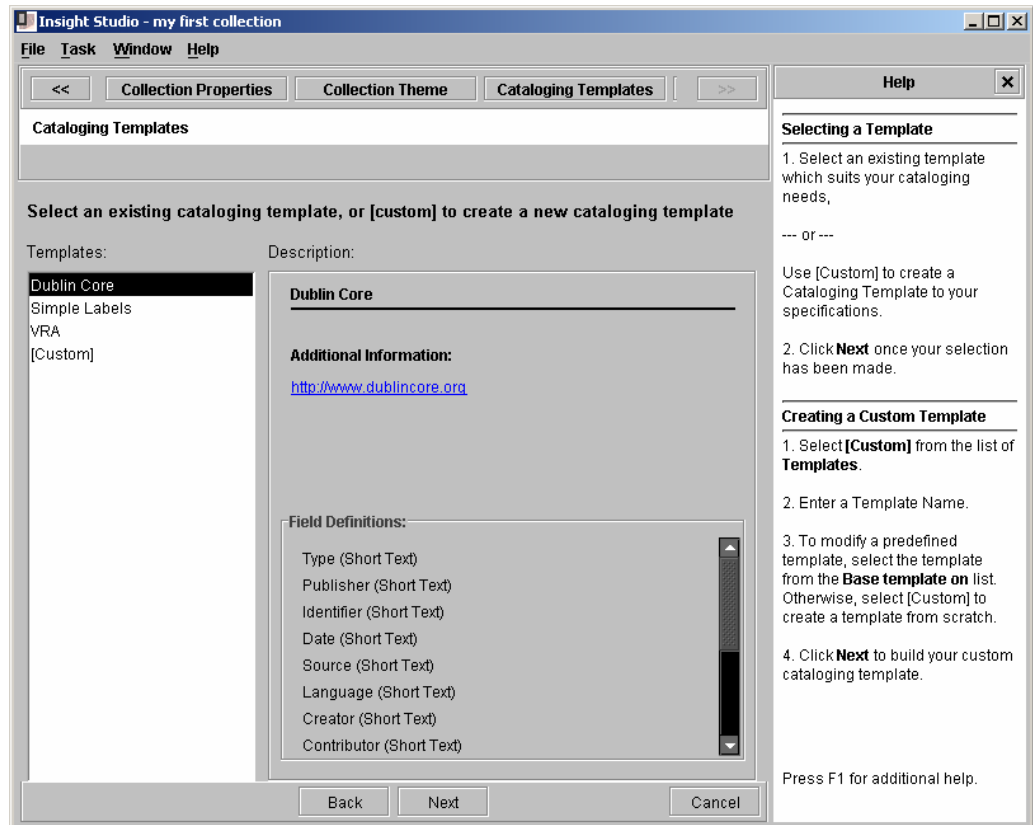 Insight Studio - my first collection
File Task Window Help
<< Collection Properties Collection Theme Cataloging Templates >>
Cataloging Templates
Select an existing cataloging template, or [custom] to create a new cataloging template
Templates:
Dublin Core
Simple Labels
VRA
[Custom]
Description:
Dublin Core
Additional Information:
http://www.dublincore.org
Field Definitions:
Type (Short Text)
Publisher (Short Text)
Identifier (Short Text)
Date (Short Text)
Source (Short Text)
Language (Short Text)
Creator (Short Text)
Contributor (Short Text)
Back Next Cancel
Help
Selecting a Template
1. Select an existing template
which suits your cataloging
needs,
--- or ---
Use [Custom] to create a
Cataloging Template to your
specifications.
2. Click Next once your selection
has been made.
Creating a Custom Template
1. Select [Custom] from the list of
Templates.
2. Enter a Template Name.
3. To modify a predefined
template, select the template
from the Base template on list.
Otherwise, select [Custom] to
create a template from scratch.
4. Click Next to build your custom
cataloging template.
Press F1 for additional help.